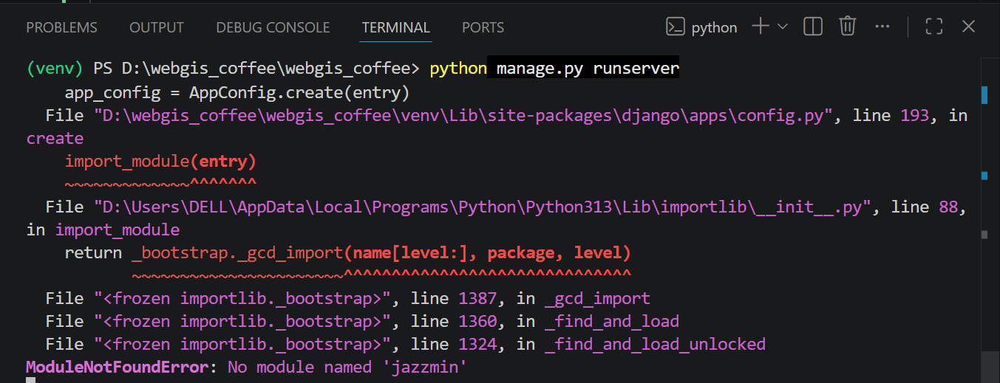 PROBLEMS OUTPUT DEBUG CONSOLE TERMINAL PORTS python
(venv) PS D:\webgis_coffee\webgis_coffee> python manage.py runserver
    app_config = AppConfig.create(entry)
  File "D:\webgis_coffee\webgis_coffee\venv\Lib\site-packages\django\apps\config.py", line 193, in
create
    import_module(entry)
    ~~~~~~~~~~~~~^^^^^^^
  File "D:\Users\DELL\AppData\Local\Programs\Python\Python313\Lib\importlib\__init__.py", line 88,
in import_module
    return _bootstrap._gcd_import(name[level:], package, level)
           ~~~~~~~~~~~~~~~~~~~~~~^^^^^^^^^^^^^^^^^^^^^^^^^^^^^^
  File "<frozen importlib._bootstrap>", line 1387, in _gcd_import
  File "<frozen importlib._bootstrap>", line 1360, in _find_and_load
  File "<frozen importlib._bootstrap>", line 1324, in _find_and_load_unlocked
ModuleNotFoundError: No module named 'jazzmin'